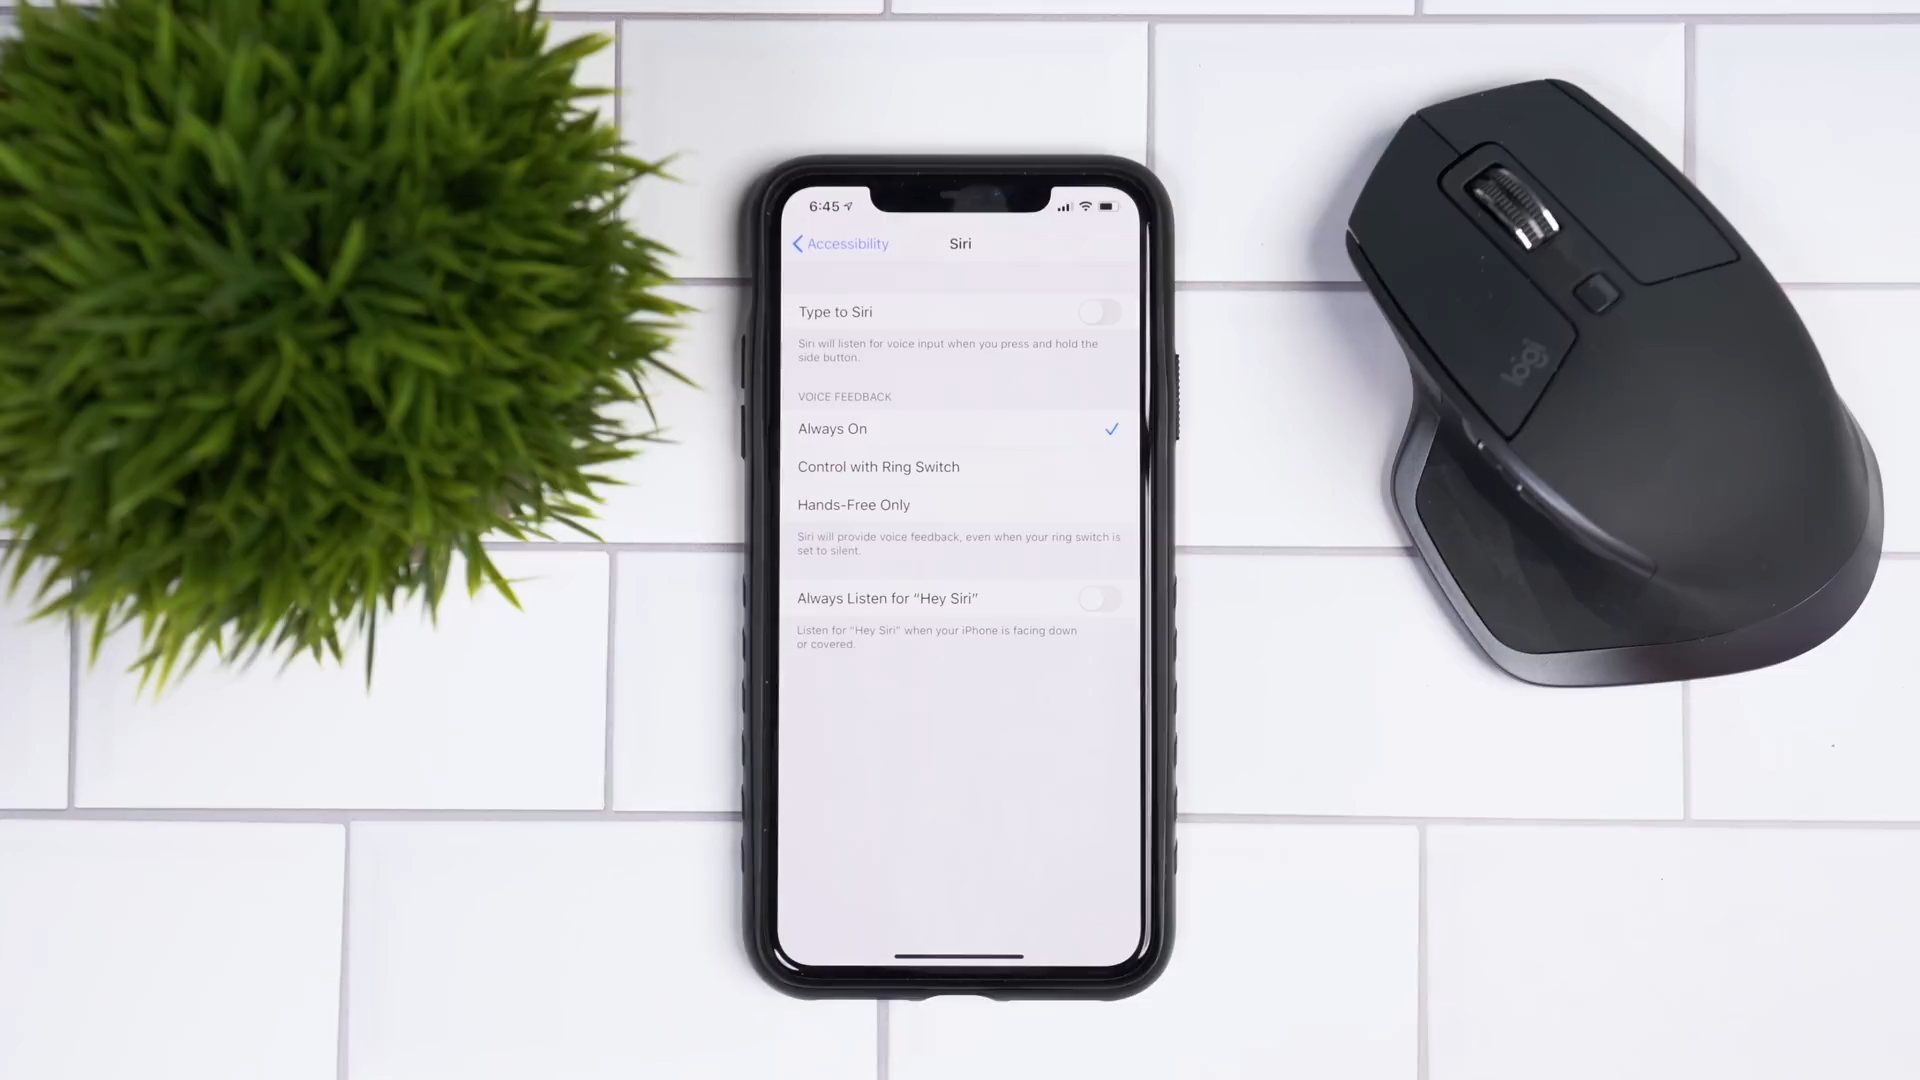 6:45
Accessibility
Siri
Type to Siri
Siri will listen for voice input when you press and hold the
side button.
VOICE FEEDBACK
Always On
Control with Ring Switch
Hands-Free Only
Siri will provide voice feedback, even when your ring switch is
set to silent.
Always Listen for “Hey Siri”
Listen for “Hey Siri” when your iPhone is facing down
or covered.
logi